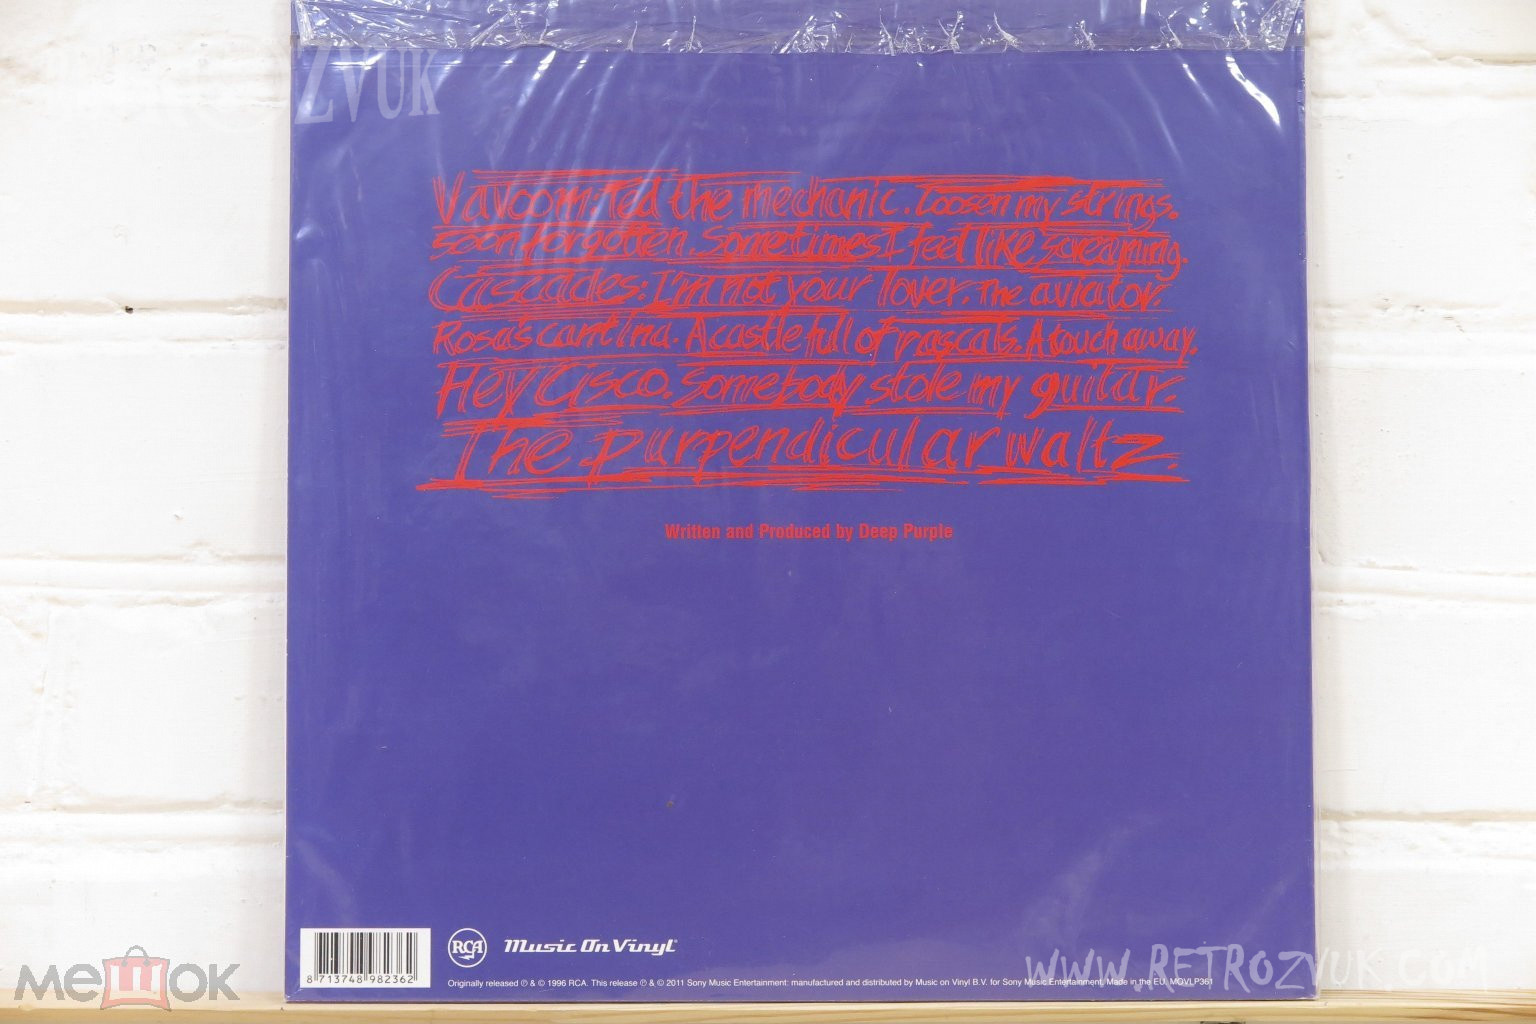 ZVUK
Vavoom: Ted the mechanic. Loosen my strings.
Soon forgotten. Sometimes I feel like screaming.
Cascades: I'm not your lover. The aviator.
Rosa's cantina. A castle full of rascals. A touch away.
Hey Cisco. Somebody stole my guitar.
The purpendicular waltz.
Written and Produced by Deep Purple
8 713748 982362
RCA
Music On Vinyl
Originally released ℗ & © 1996 RCA. This release ℗ & © 2011 Sony Music Entertainment: manufactured and distributed by Music on Vinyl B.V. for Sony Music Entertainment. Made in the EU. MOVLP361
www.RETROZVUK.COM
мешок